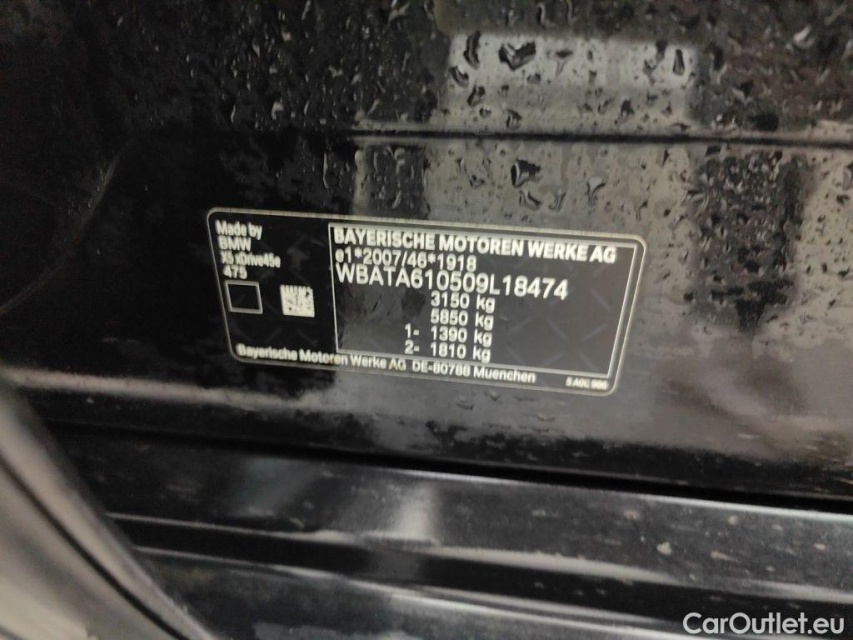 Made by
BMW
X5 xDrive45e
475
BAYERISCHE MOTOREN WERKE AG
e1*2007/46*1918
WBATA610509L18474
3150 kg
5850 kg
1- 1390 kg
2- 1810 kg
Bayerische Motoren Werke AG DE-80788 Muenchen
CarOutlet.eu